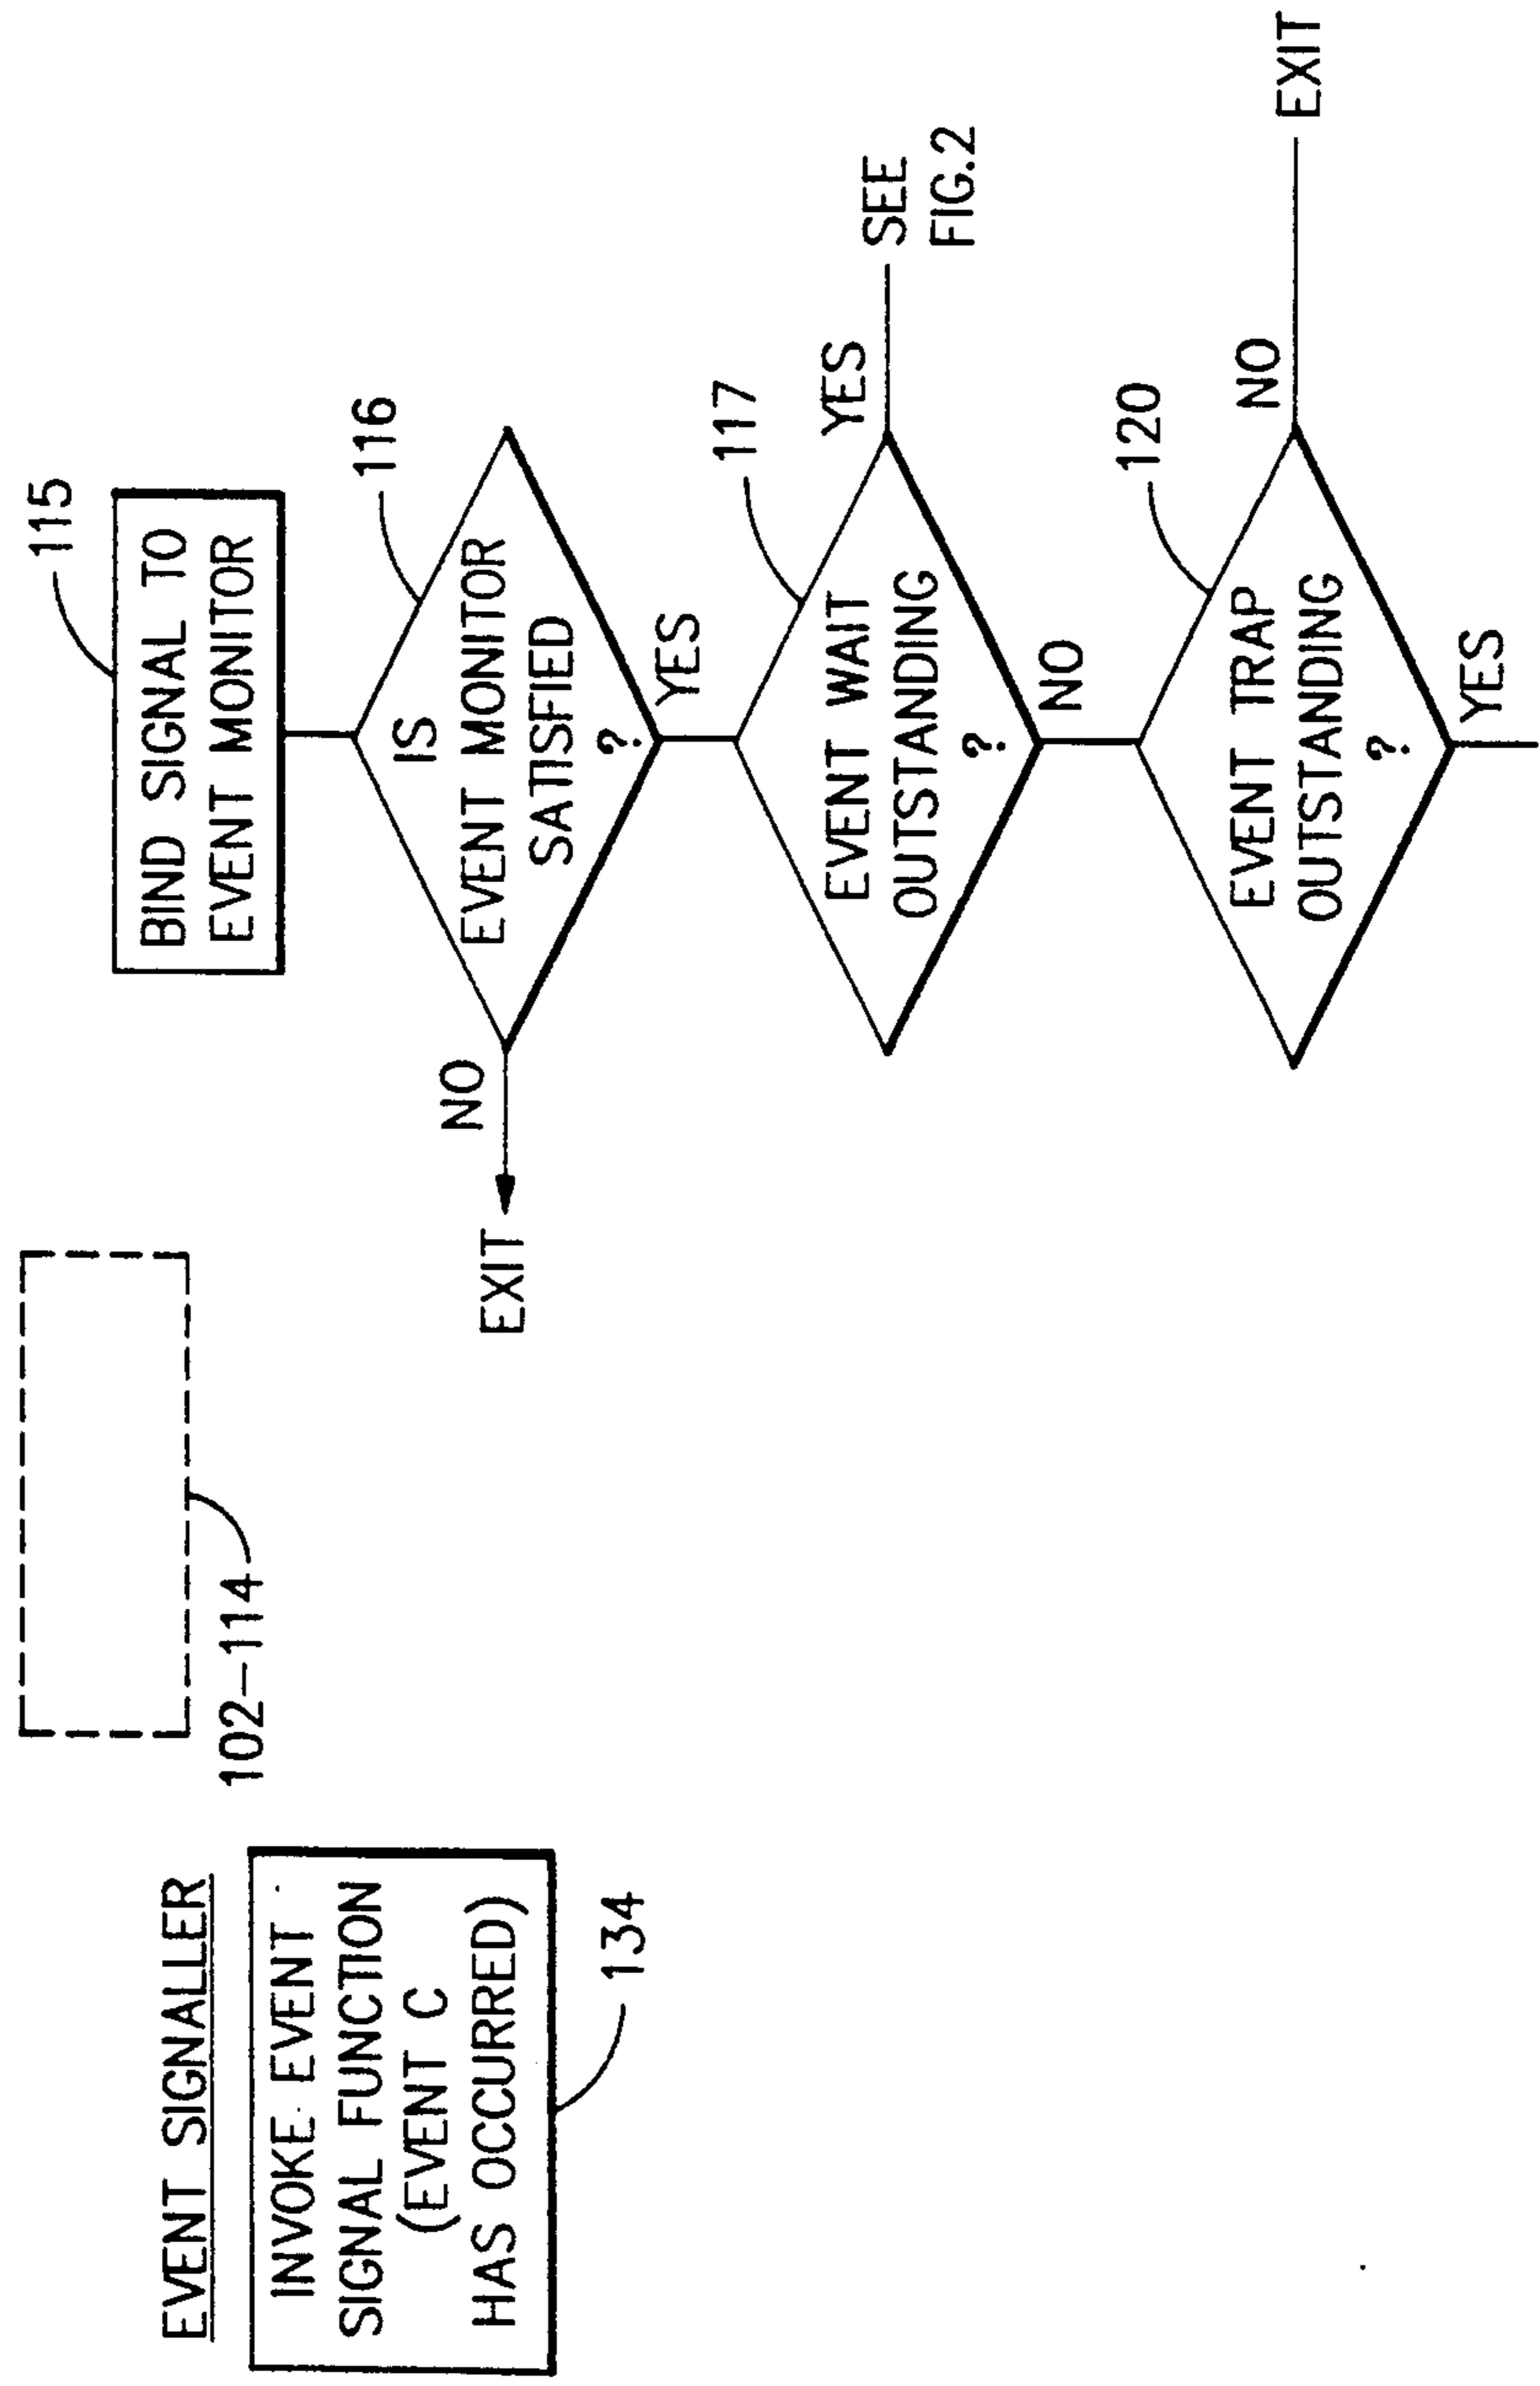 EVENT SIGNALLER
INVOKE EVENT
SIGNAL FUNCTION
(EVENT C
HAS OCCURRED)
134
102-114
115
BIND SIGNAL TO
EVENT MONITOR
116
IS
EVENT MONITOR
SATISFIED
?
NO
EXIT
YES
117
EVENT WAIT
OUTSTANDING
?
YES
SEE
FIG.2
NO
120
EVENT TRAP
OUTSTANDING
?
NO
EXIT
YES